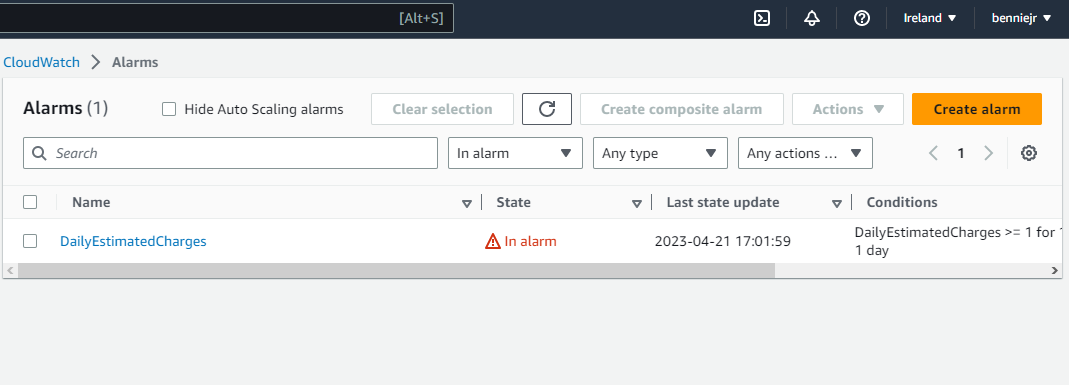 [Alt+S]
Ireland
benniejr
CloudWatch
Alarms
Alarms (1)
Hide Auto Scaling alarms
Clear selection
Create composite alarm
Actions
Create alarm
Search
In alarm
Any type
Any actions ...
1
Name
State
Last state update
Conditions
DailyEstimatedCharges
In alarm
2023-04-21 17:01:59
DailyEstimatedCharges >= 1 for
1 day